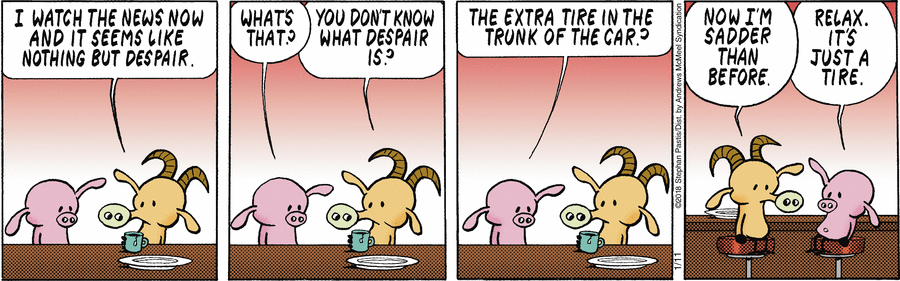 I WATCH THE NEWS NOW
AND IT SEEMS LIKE
NOTHING BUT DESPAIR.
WHAT'S
THAT?
YOU DON'T KNOW
WHAT DESPAIR
IS?
THE EXTRA TIRE IN THE
TRUNK OF THE CAR?
©2018 Stephan Pastis/Dist. by Andrews McMeel Syndication
1/11
NOW I'M
SADDER
THAN
BEFORE.
RELAX.
IT'S
JUST A
TIRE.